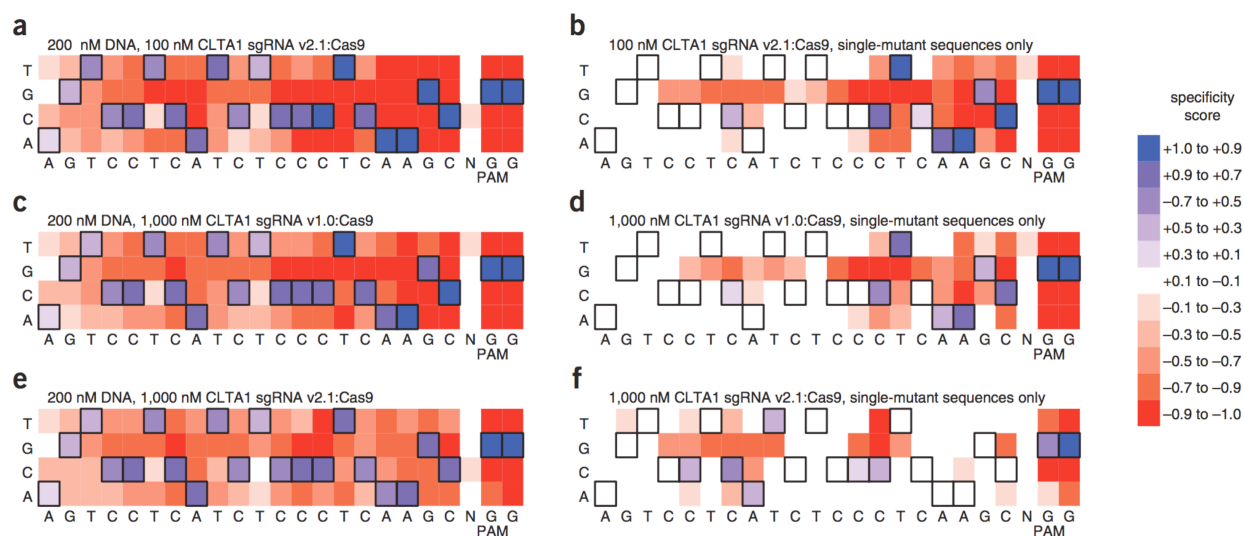 a
200 nM DNA, 100 nM CLTA1 sgRNA v2.1:Cas9
T
G
C
A
A G T C C T C A T C T C C C T C A A G C N G G
PAM
b
100 nM CLTA1 sgRNA v2.1:Cas9, single-mutant sequences only
T
G
C
A
A G T C C T C A T C T C C C T C A A G C N G G
PAM
c
200 nM DNA, 1,000 nM CLTA1 sgRNA v1.0:Cas9
T
G
C
A
A G T C C T C A T C T C C C T C A A G C N G G
PAM
d
1,000 nM CLTA1 sgRNA v1.0:Cas9, single-mutant sequences only
T
G
C
A
A G T C C T C A T C T C C C T C A A G C N G G
PAM
e
200 nM DNA, 1,000 nM CLTA1 sgRNA v2.1:Cas9
T
G
C
A
A G T C C T C A T C T C C C T C A A G C N G G
PAM
f
1,000 nM CLTA1 sgRNA v2.1:Cas9, single-mutant sequences only
T
G
C
A
A G T C C T C A T C T C C C T C A A G C N G G
PAM
specificity
score
+1.0 to +0.9
+0.9 to +0.7
–0.7 to +0.5
+0.5 to +0.3
+0.3 to +0.1
+0.1 to –0.1
–0.1 to –0.3
–0.3 to –0.5
–0.5 to –0.7
–0.7 to –0.9
–0.9 to –1.0